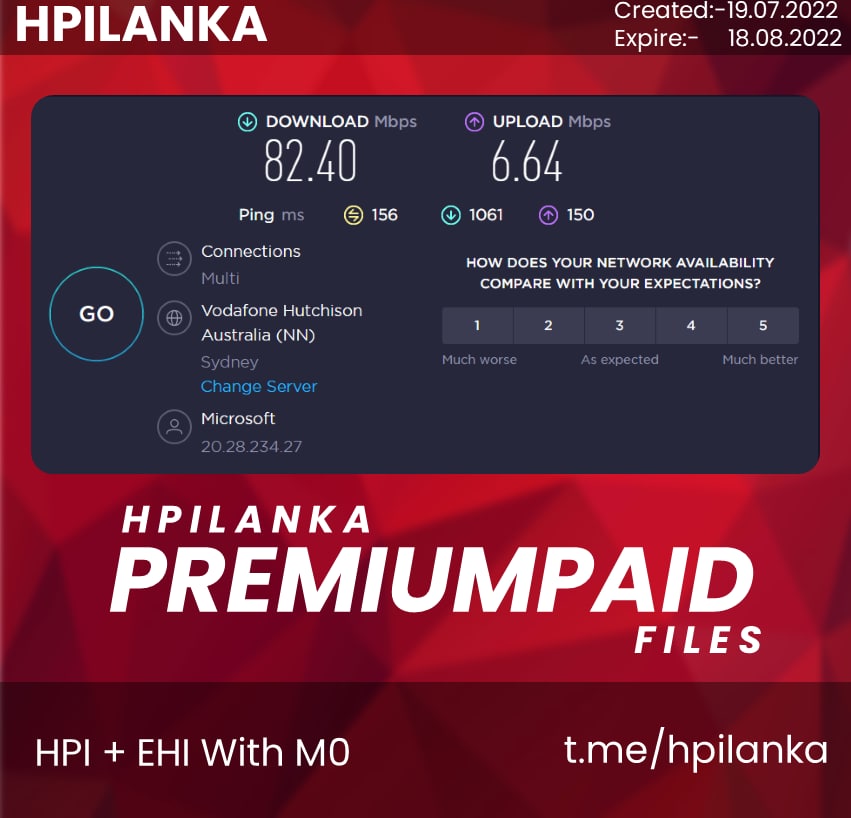 HPILANKA
Created:-19.07.2022
Expire:- 18.08.2022
DOWNLOAD Mbps
82.40
UPLOAD Mbps
6.64
Ping ms 156 1061 150
GO
Connections
Multi
Vodafone Hutchison
Australia (NN)
Sydney
Change Server
Microsoft
20.28.234.27
HOW DOES YOUR NETWORK AVAILABILITY
COMPARE WITH YOUR EXPECTATIONS?
1 2 3 4 5
Much worse As expected Much better
HPILANKA
PREMIUMPAID
FILES
HPI + EHI With M0
t.me/hpilanka